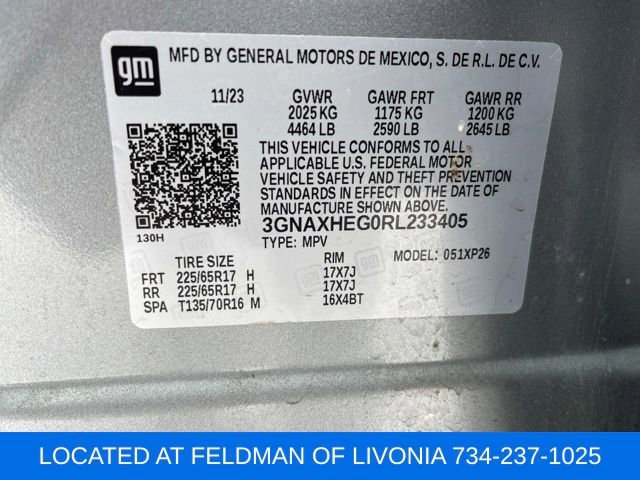 gm
MFD BY GENERAL MOTORS DE MEXICO, S. DE R.L. DE C.V.
11/23 GVWR GAWR FRT GAWR RR
2025 KG 1175 KG 1200 KG
4464 LB 2590 LB 2645 LB
THIS VEHICLE CONFORMS TO ALL
APPLICABLE U.S. FEDERAL MOTOR
VEHICLE SAFETY AND THEFT PREVENTION
STANDARDS IN EFFECT ON THE DATE OF
MANUFACTURE SHOWN ABOVE.
130H
3GNAXHEG0RL233405
TYPE: MPV MODEL: 051XP26
TIRE SIZE RIM
FRT 225/65R17 H 17X7J
RR 225/65R17 H 17X7J
SPA T135/70R16 M 16X4BT
LOCATED AT FELDMAN OF LIVONIA 734-237-1025